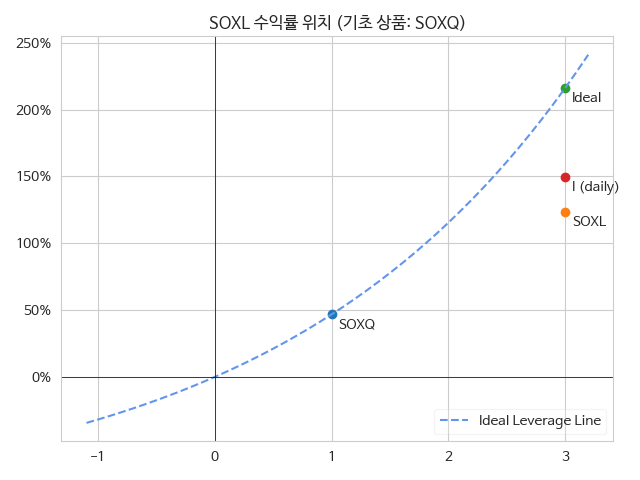 SOXL 수익률 위치 (기초 상품: SOXQ)
250%
200%
150%
100%
50%
0%
Ideal
I (daily)
SOXL
SOXQ
Ideal Leverage Line
−1
0
1
2
3